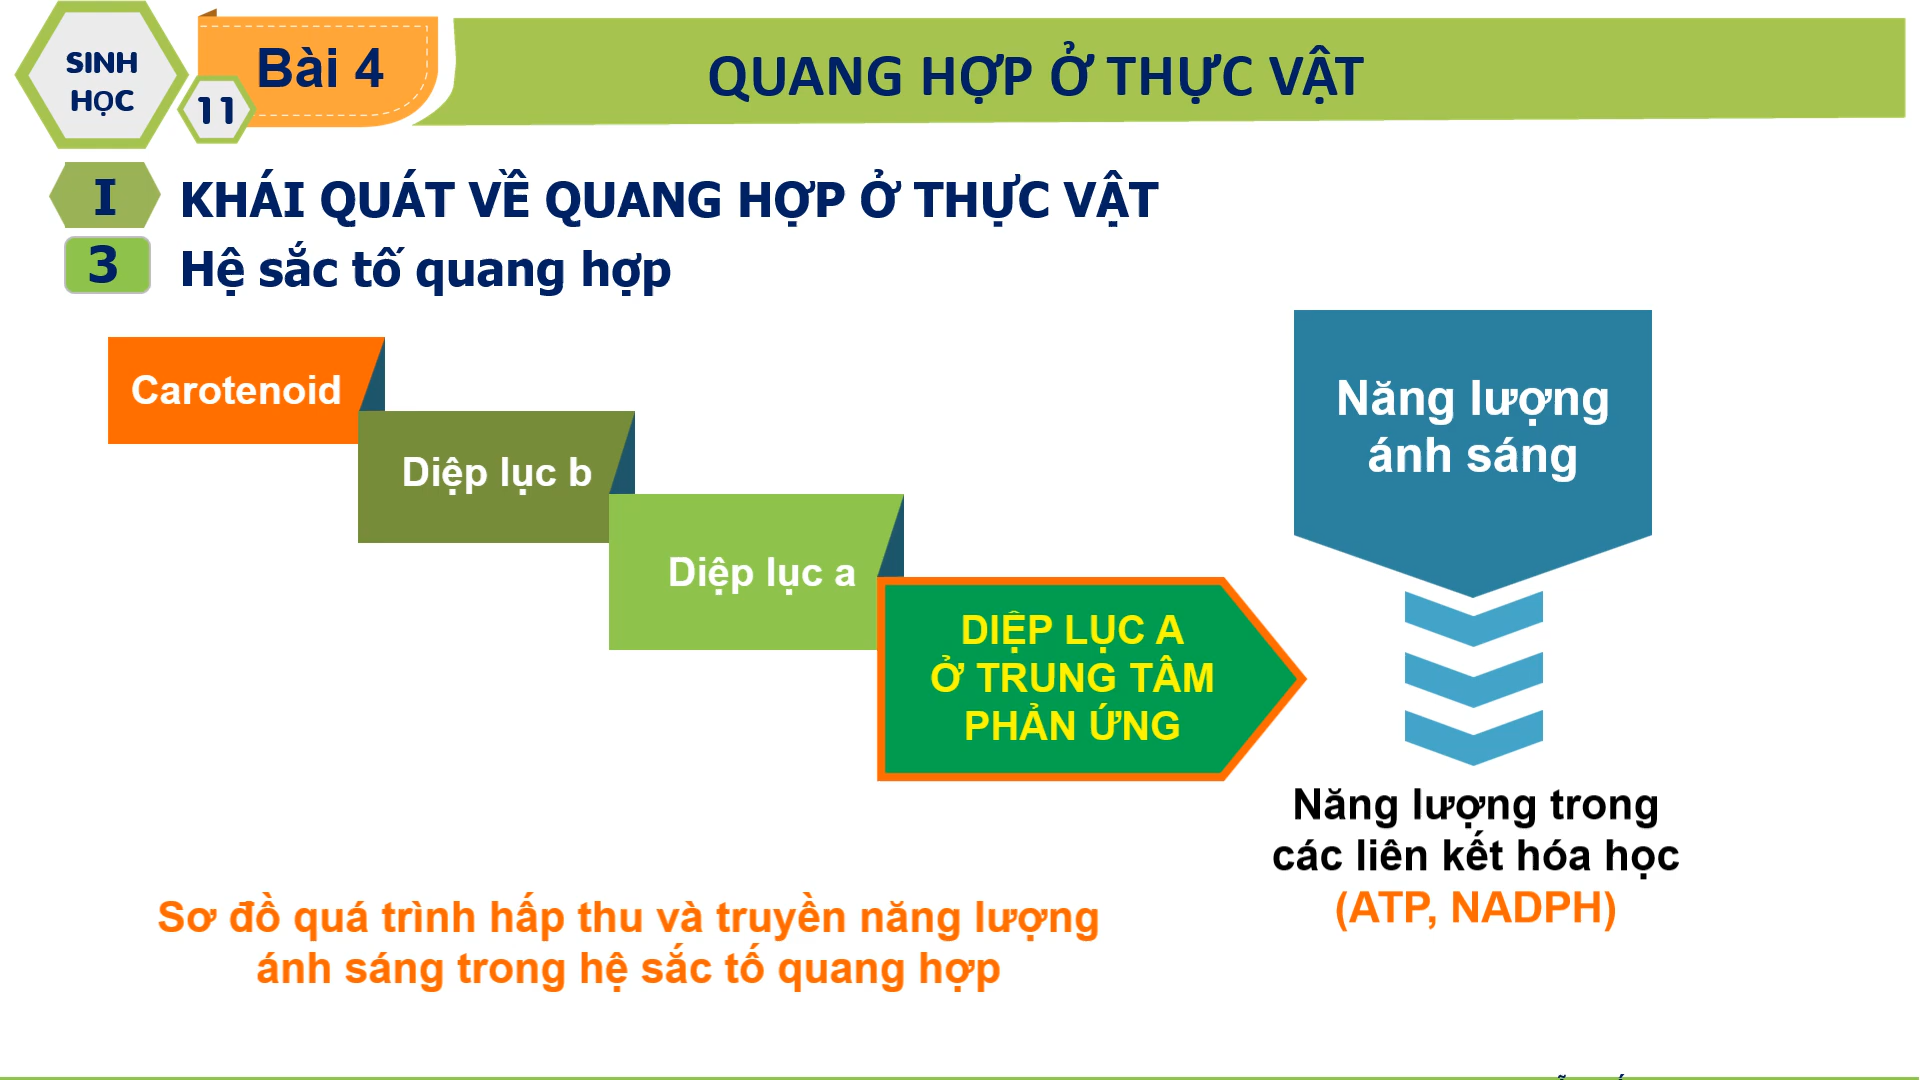 SINH
HỌC
11
Bài 4
QUANG HỢP Ở THỰC VẬT
I
KHÁI QUÁT VỀ QUANG HỢP Ở THỰC VẬT
3
Hệ sắc tố quang hợp
Carotenoid
Diệp lục b
Diệp lục a
DIỆP LỤC A
Ở TRUNG TÂM
PHẢN ỨNG
Năng lượng
ánh sáng
Năng lượng trong
các liên kết hóa học
(ATP, NADPH)
Sơ đồ quá trình hấp thu và truyền năng lượng
ánh sáng trong hệ sắc tố quang hợp